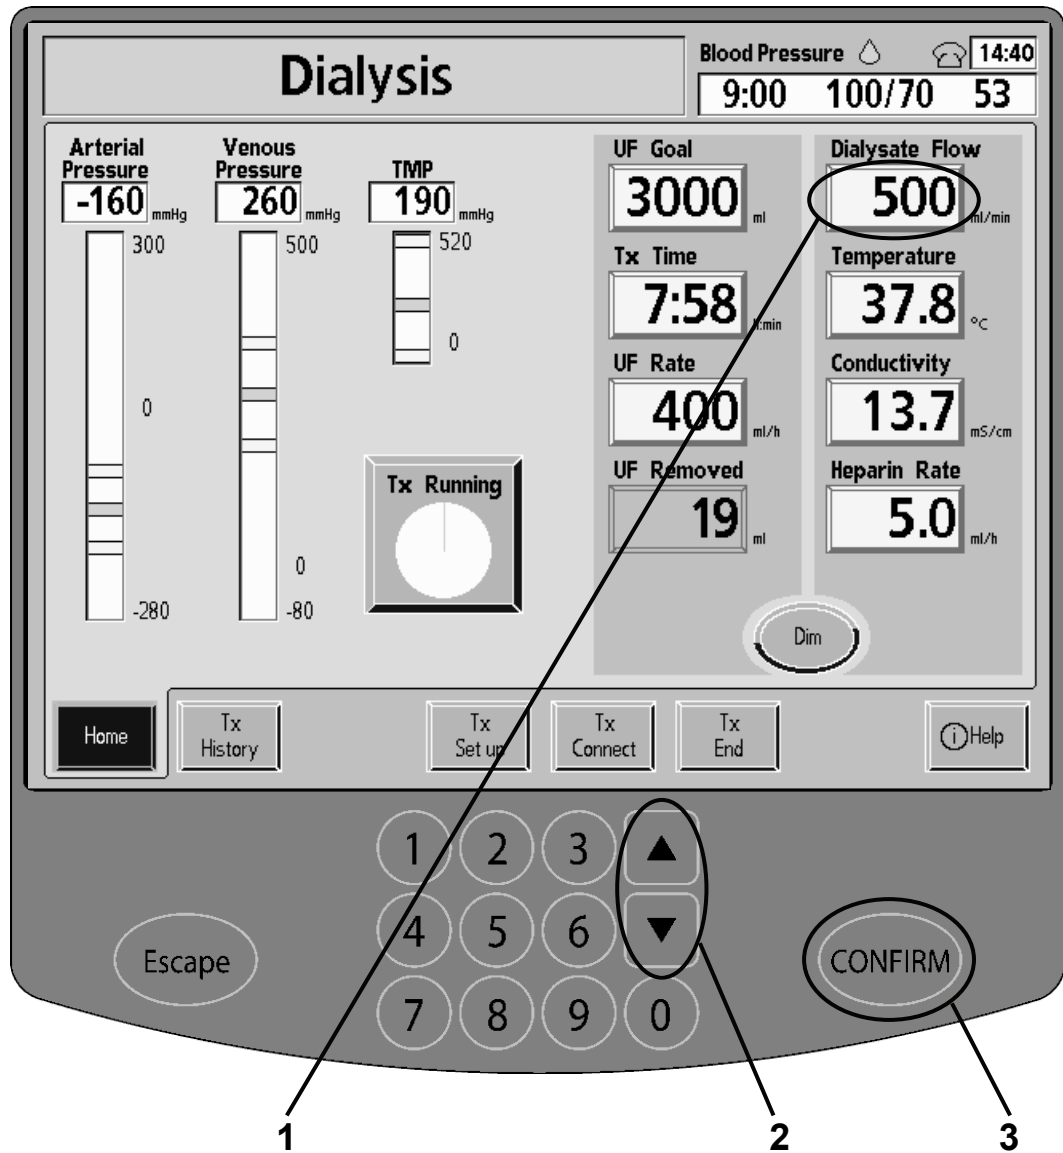 Dialysis
Blood Pressure 14:40
9:00 100/70 53
Arterial
Pressure
-160 mmHg
300
0
-280
Venous
Pressure
260 mmHg
500
0
-80
TMP
190 mmHg
520
0
Tx Running
UF Goal
3000 ml
Tx Time
7:58 h:min
UF Rate
400 ml/h
UF Removed
19 ml
Dialysate Flow
500 ml/min
Temperature
37.8 °C
Conductivity
13.7 mS/cm
Heparin Rate
5.0 ml/h
Dim
Home
Tx
History
Tx
Set up
Tx
Connect
Tx
End
i Help
1 2 3 ▲
4 5 6 ▼
7 8 9 0
Escape
CONFIRM
1 2 3